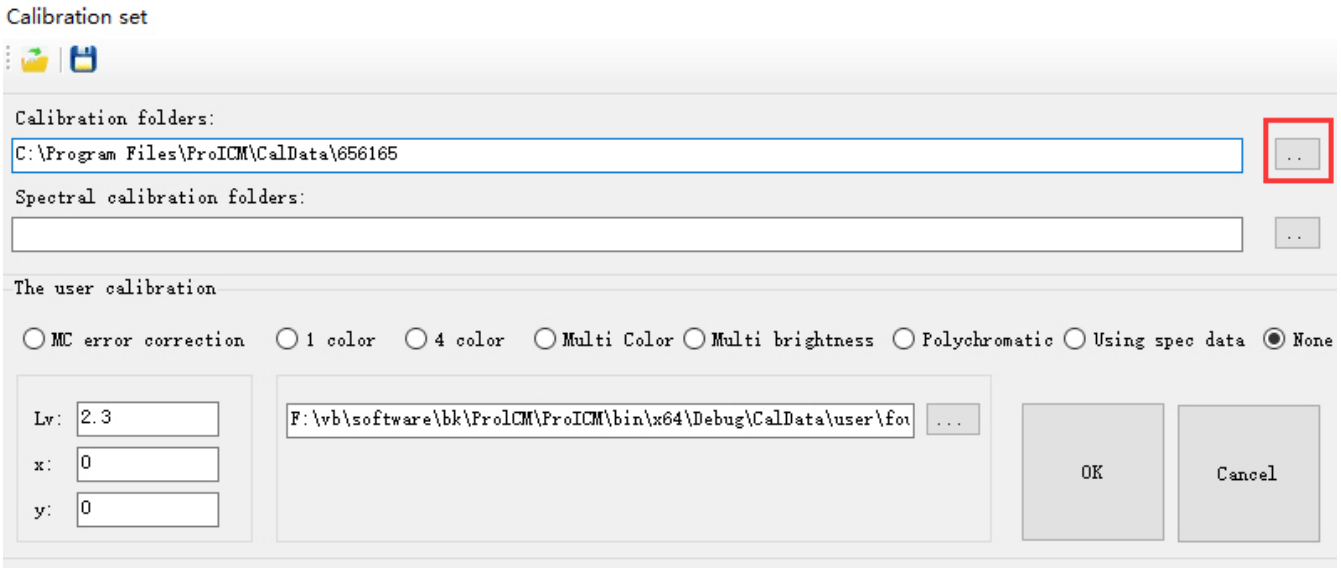 Calibration set
Calibration folders:
C:\Program Files\ProICM\CalData\656165
..
Spectral calibration folders:
..
The user calibration
MC error correction 1 color 4 color Multi Color Multi brightness Polychromatic Using spec data None
Lv: 2.3
F:\vb\software\bk\ProlCM\ProICM\bin\x64\Debug\CalData\user\fou
...
x: 0
y: 0
OK
Cancel